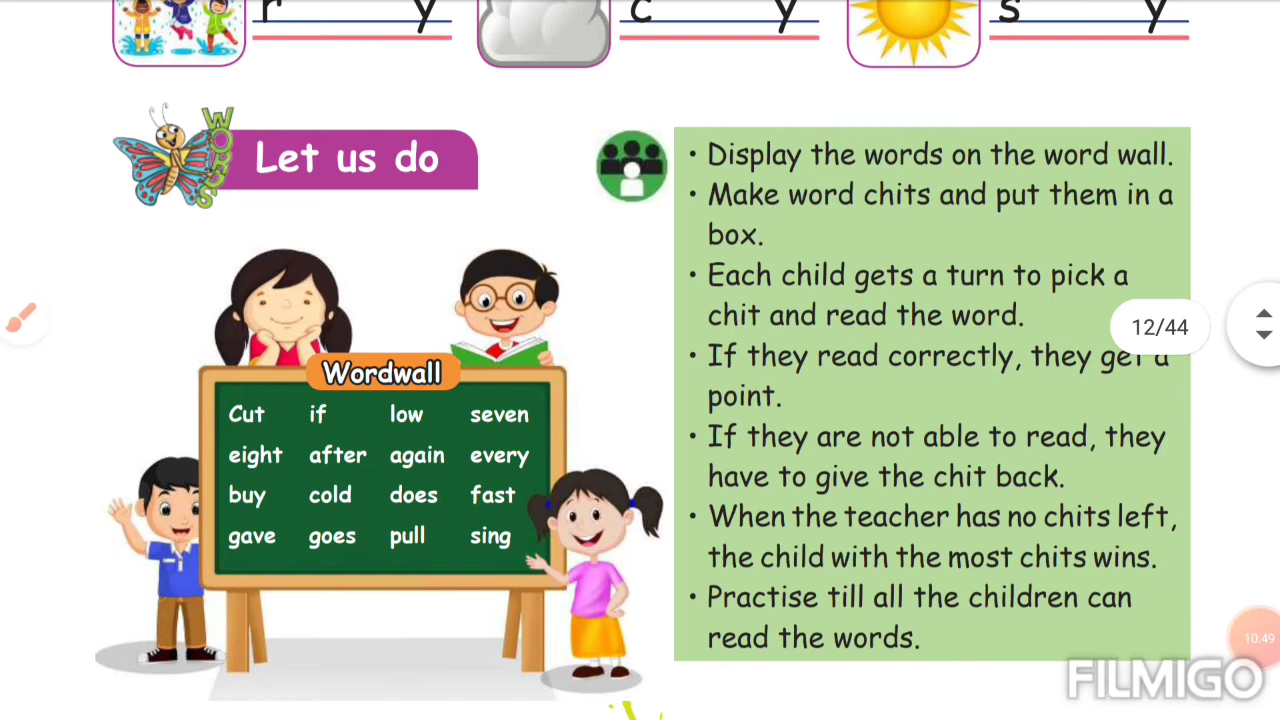 r y c y s y
WORDS
Let us do
• Display the words on the word wall.
• Make word chits and put them in a
box.
• Each child gets a turn to pick a
chit and read the word.
• If they read correctly, they get a
point.
• If they are not able to read, they
have to give the chit back.
• When the teacher has no chits left,
the child with the most chits wins.
• Practise till all the children can
read the words.
Wordwall
Cut if low seven
eight after again every
buy cold does fast
gave goes pull sing
12/44
10:49
FILMIGO